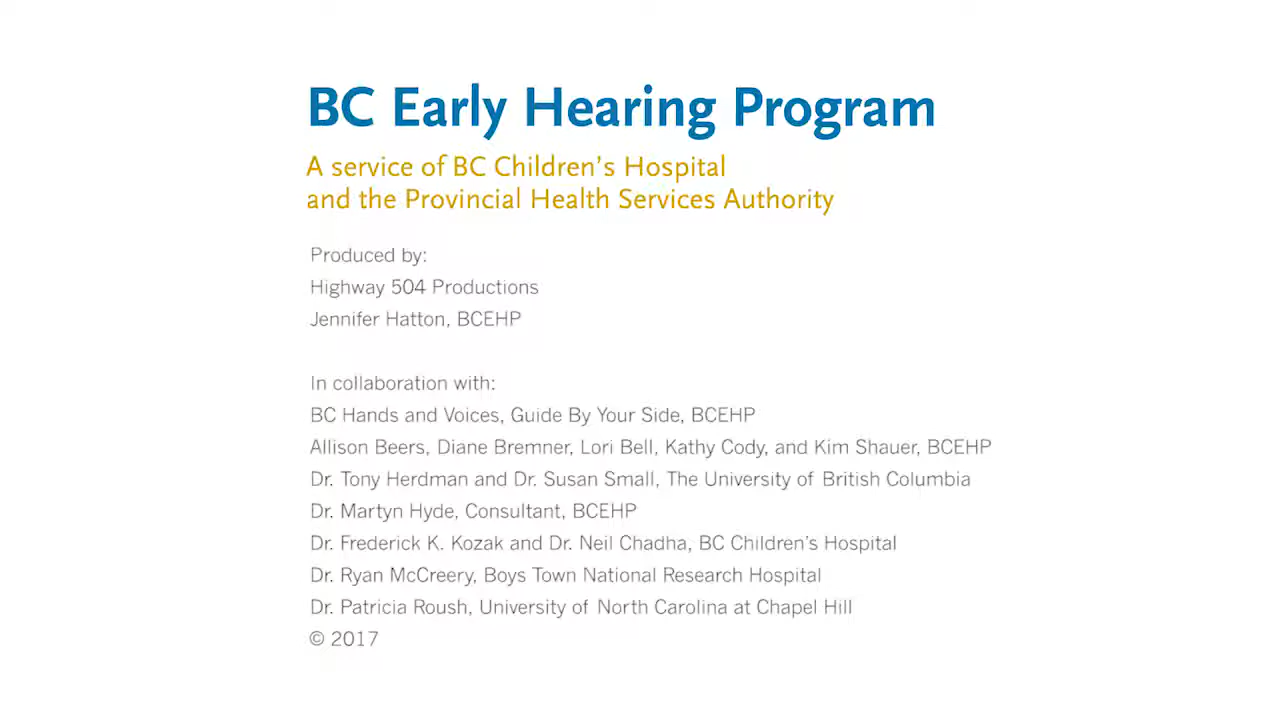 BC Early Hearing Program
A service of BC Children's Hospital
and the Provincial Health Services Authority
Produced by:
Highway 504 Productions
Jennifer Hatton, BCEHP
In collaboration with:
BC Hands and Voices, Guide By Your Side, BCEHP
Allison Beers, Diane Bremner, Lori Bell, Kathy Cody, and Kim Shauer, BCEHP
Dr. Tony Herdman and Dr. Susan Small, The University of British Columbia
Dr. Martyn Hyde, Consultant, BCEHP
Dr. Frederick K. Kozak and Dr. Neil Chadha, BC Children's Hospital
Dr. Ryan McCreery, Boys Town National Research Hospital
Dr. Patricia Roush, University of North Carolina at Chapel Hill
© 2017